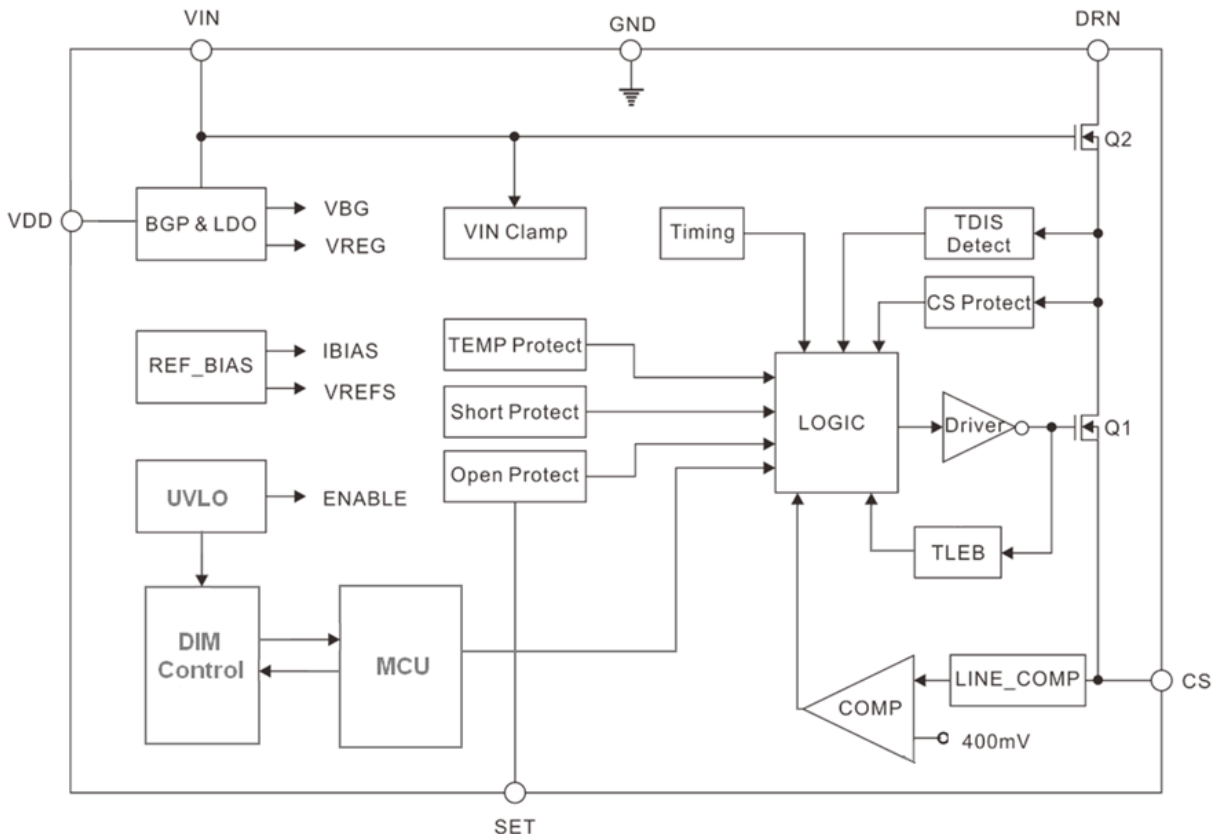 VIN
GND
DRN
Q2
VDD
BGP & LDO
VBG
VREG
VIN Clamp
Timing
TDIS
Detect
CS Protect
REF_BIAS
IBIAS
VREFS
TEMP Protect
Short Protect
Open Protect
LOGIC
Driver
Q1
UVLO
ENABLE
TLEB
DIM
Control
MCU
COMP
LINE_COMP
400mV
CS
SET